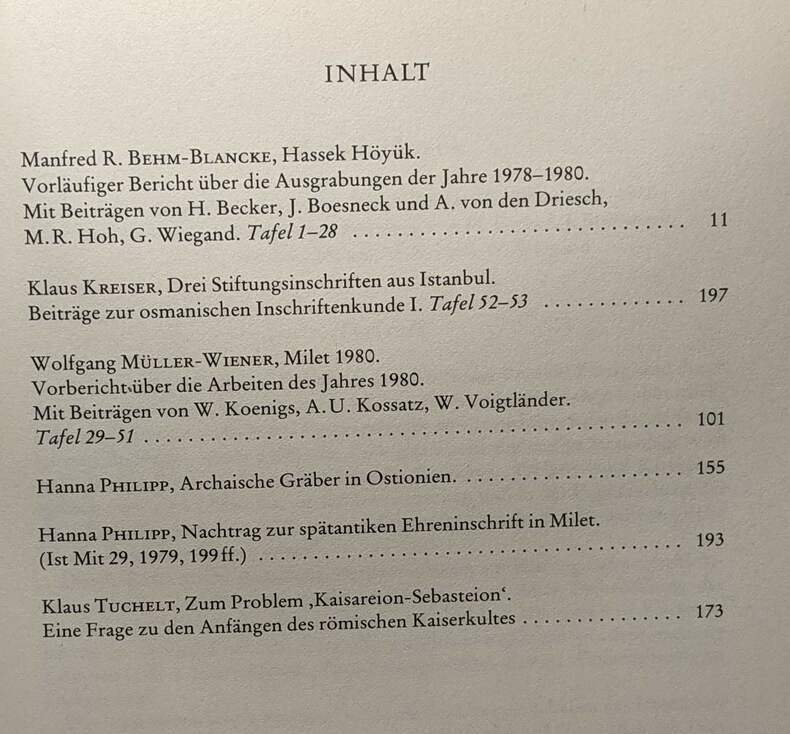 INHALT
Manfred R. BEHM-BLANCKE, Hassek Höyük.
Vorläufiger Bericht über die Ausgrabungen der Jahre 1978–1980.
Mit Beiträgen von H. Becker, J. Boesneck und A. von den Driesch,
M. R. Hoh, G. Wiegand. Tafel 1–28 .............................. 11
Klaus KREISER, Drei Stiftungsinschriften aus Istanbul.
Beiträge zur osmanischen Inschriftenkunde I. Tafel 52–53 ............. 197
Wolfgang MÜLLER-WIENER, Milet 1980.
Vorbericht über die Arbeiten des Jahres 1980.
Mit Beiträgen von W. Koenigs, A. U. Kossatz, W. Voigtländer.
Tafel 29–51 .................................................. 101
Hanna PHILIPP, Archaische Gräber in Ostionien. .................... 155
Hanna PHILIPP, Nachtrag zur spätantiken Ehreninschrift in Milet.
(Ist Mit 29, 1979, 199 ff.) ....................................... 193
Klaus TUCHELT, Zum Problem ‚Kaisareion-Sebasteion‘.
Eine Frage zu den Anfängen des römischen Kaiserkultes ............... 173